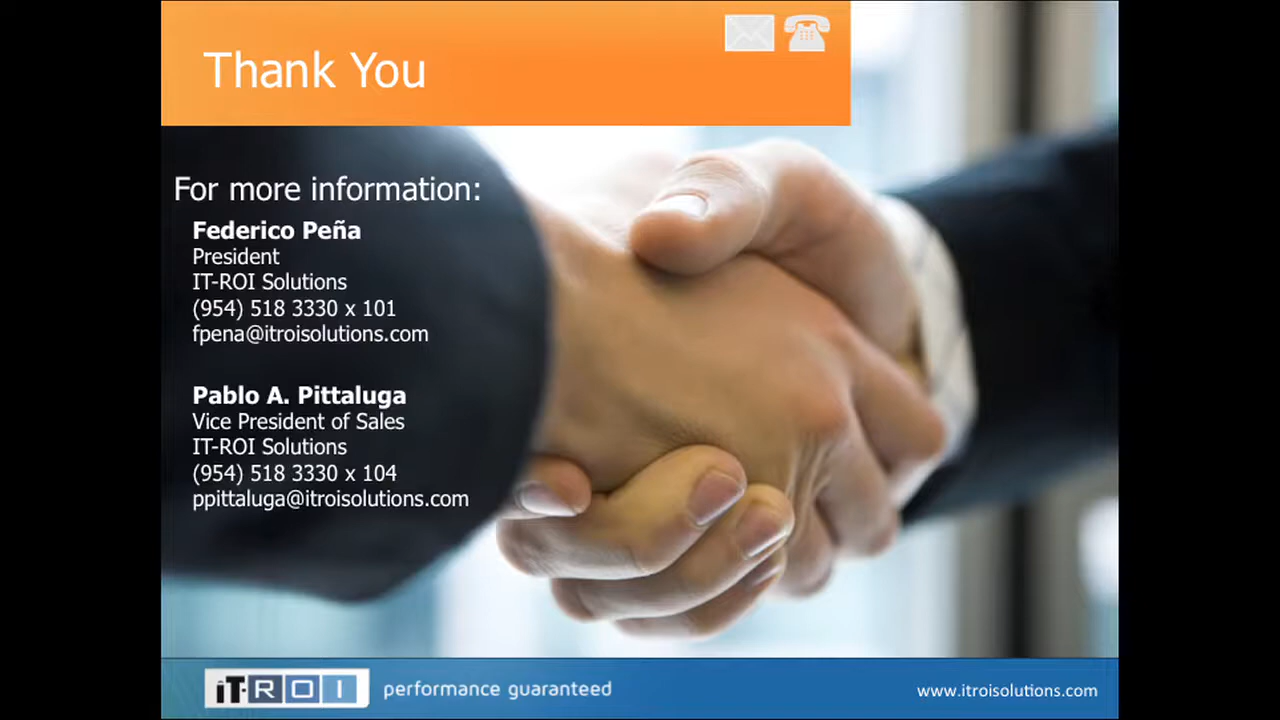 Thank You
For more information:
Federico Peña
President
IT-ROI Solutions
(954) 518 3330 x 101
fpena@itroisolutions.com
Pablo A. Pittaluga
Vice President of Sales
IT-ROI Solutions
(954) 518 3330 x 104
ppittaluga@itroisolutions.com
iT-ROI performance guaranteed
www.itroisolutions.com